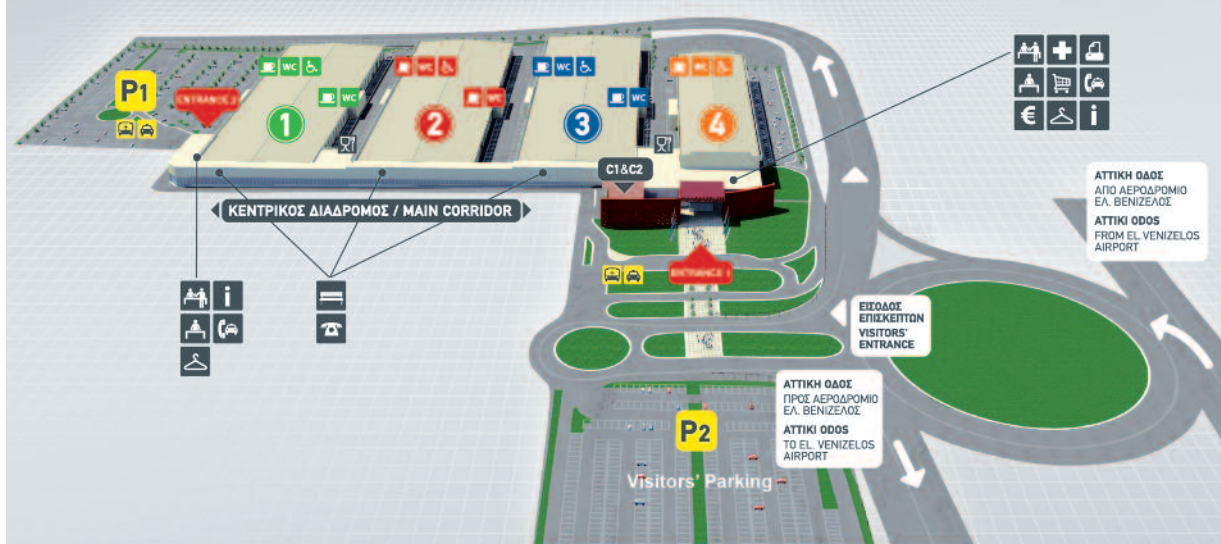 P1
ENTRANCE 2
WC
WC
1
WC
WC
2
WC
WC
3
WC
4
C1&C2
ΚΕΝΤΡΙΚΟΣ ΔΙΑΔΡΟΜΟΣ / MAIN CORRIDOR
ENTRANCE 1
€
i
i
ΑΤΤΙΚΗ ΟΔΟΣ
ΑΠΟ ΑΕΡΟΔΡΟΜΙΟ
ΕΛ. ΒΕΝΙΖΕΛΟΣ
ATTIKI ODOS
FROM EL. VENIZELOS
AIRPORT
ΕΙΣΟΔΟΣ
ΕΠΙΣΚΕΠΤΩΝ
VISITORS'
ENTRANCE
ΑΤΤΙΚΗ ΟΔΟΣ
ΠΡΟΣ ΑΕΡΟΔΡΟΜΙΟ
ΕΛ. ΒΕΝΙΖΕΛΟΣ
ATTIKI ODOS
TO EL. VENIZELOS
AIRPORT
P2
Visitors' Parking